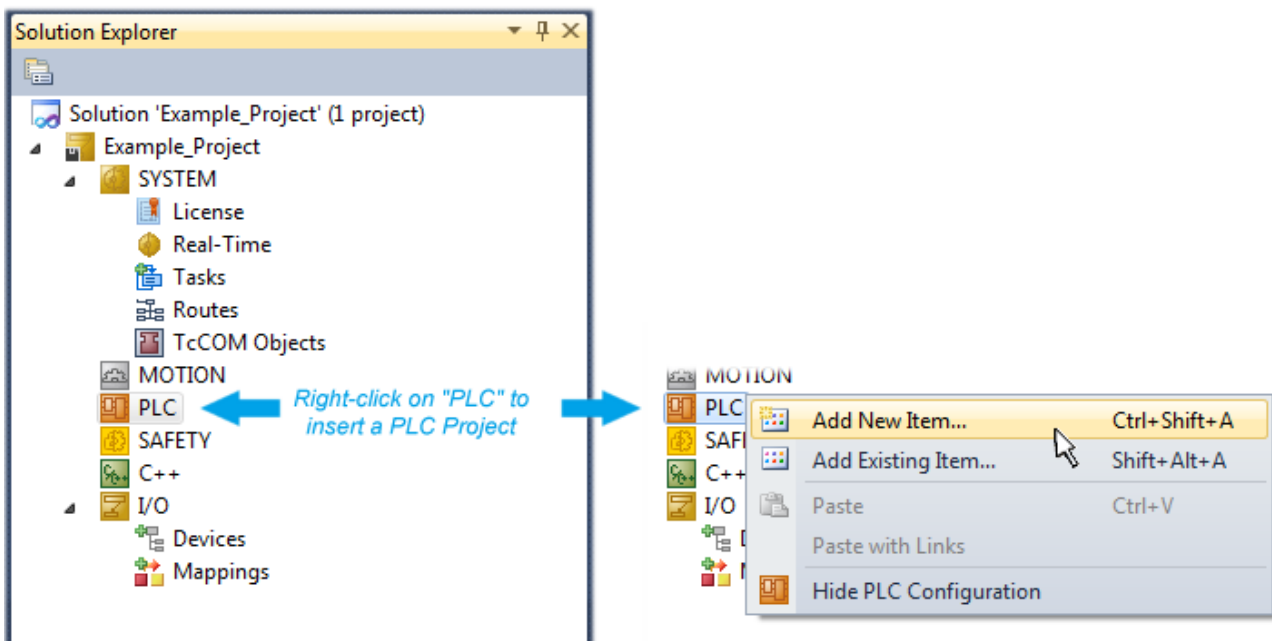 Solution Explorer
Solution 'Example_Project' (1 project)
Example_Project
SYSTEM
License
Real-Time
Tasks
Routes
TcCOM Objects
MOTION
PLC
SAFETY
C++
I/O
Devices
Mappings
Right-click on "PLC" to
insert a PLC Project
MOTION
PLC
C++
I/O
Add New Item... Ctrl+Shift+A
Add Existing Item... Shift+Alt+A
Paste Ctrl+V
Paste with Links
Hide PLC Configuration